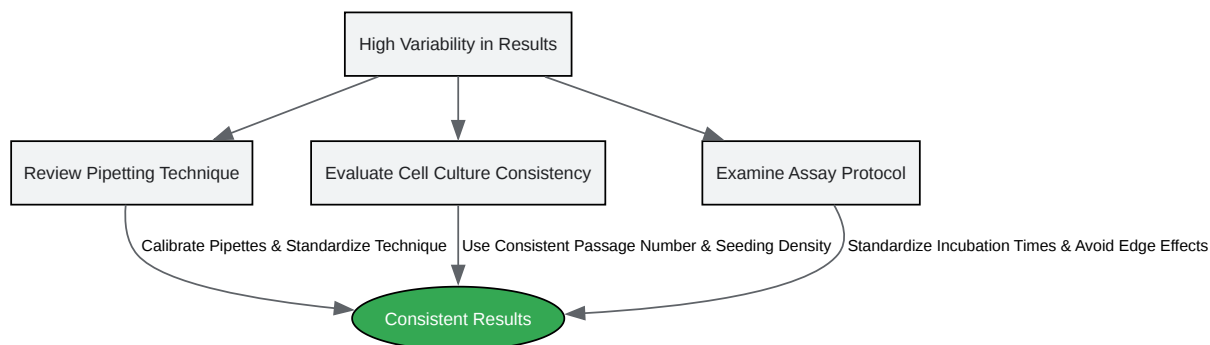 High Variability in Results
Review Pipetting Technique
Evaluate Cell Culture Consistency
Examine Assay Protocol
Calibrate Pipettes & Standardize Technique
Use Consistent Passage Number & Seeding Density
Standardize Incubation Times & Avoid Edge Effects
Consistent Results